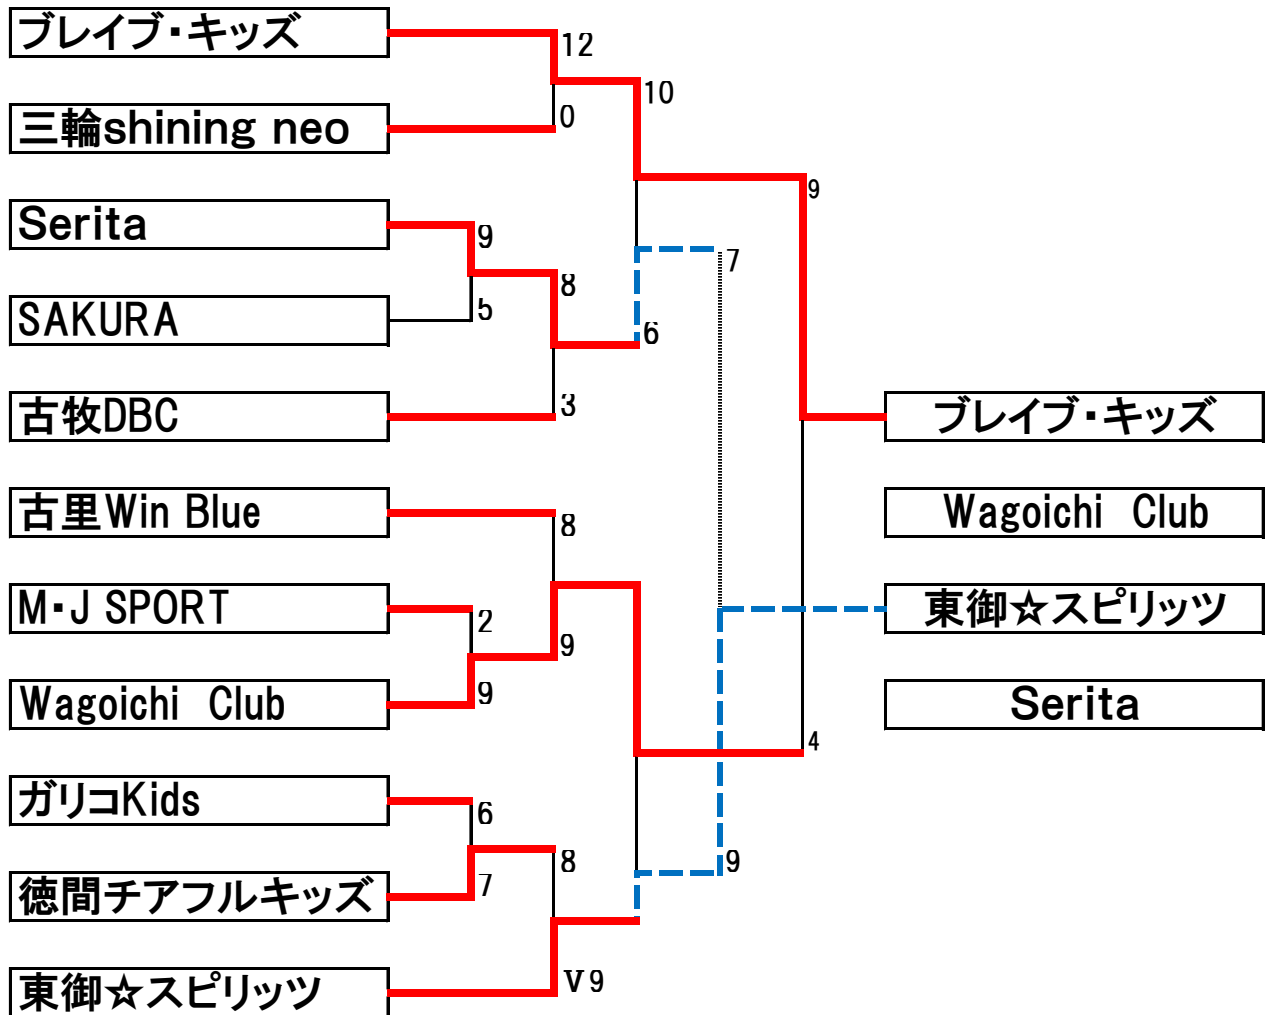 ブレイブ・キッズ
12
10
三輪shining neo
0
9
Serita
9
7
8
SAKURA
5
6
古牧DBC
3
ブレイブ・キッズ
古里Win Blue
8
Wagoichi Club
M・J SPORT
2
東御☆スピリッツ
9
Wagoichi Club
9
Serita
4
ガリコKids
6
8
9
徳間チアフルキッズ
7
東御☆スピリッツ
V9